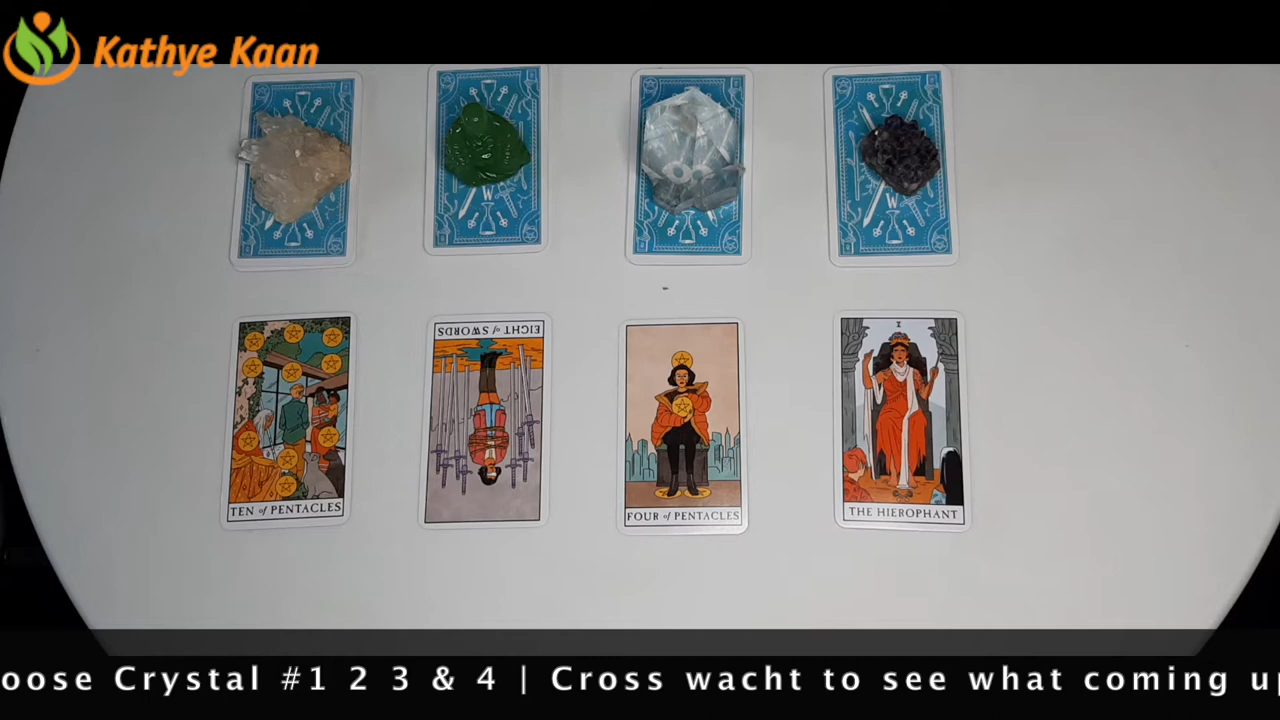 Kathye Kaan
W
W
EIGHT of SWORDS
I
TEN of PENTACLES
FOUR of PENTACLES
THE HIEROPHANT
oose Crystal #1 2 3 & 4 | Cross wacht to see what coming up